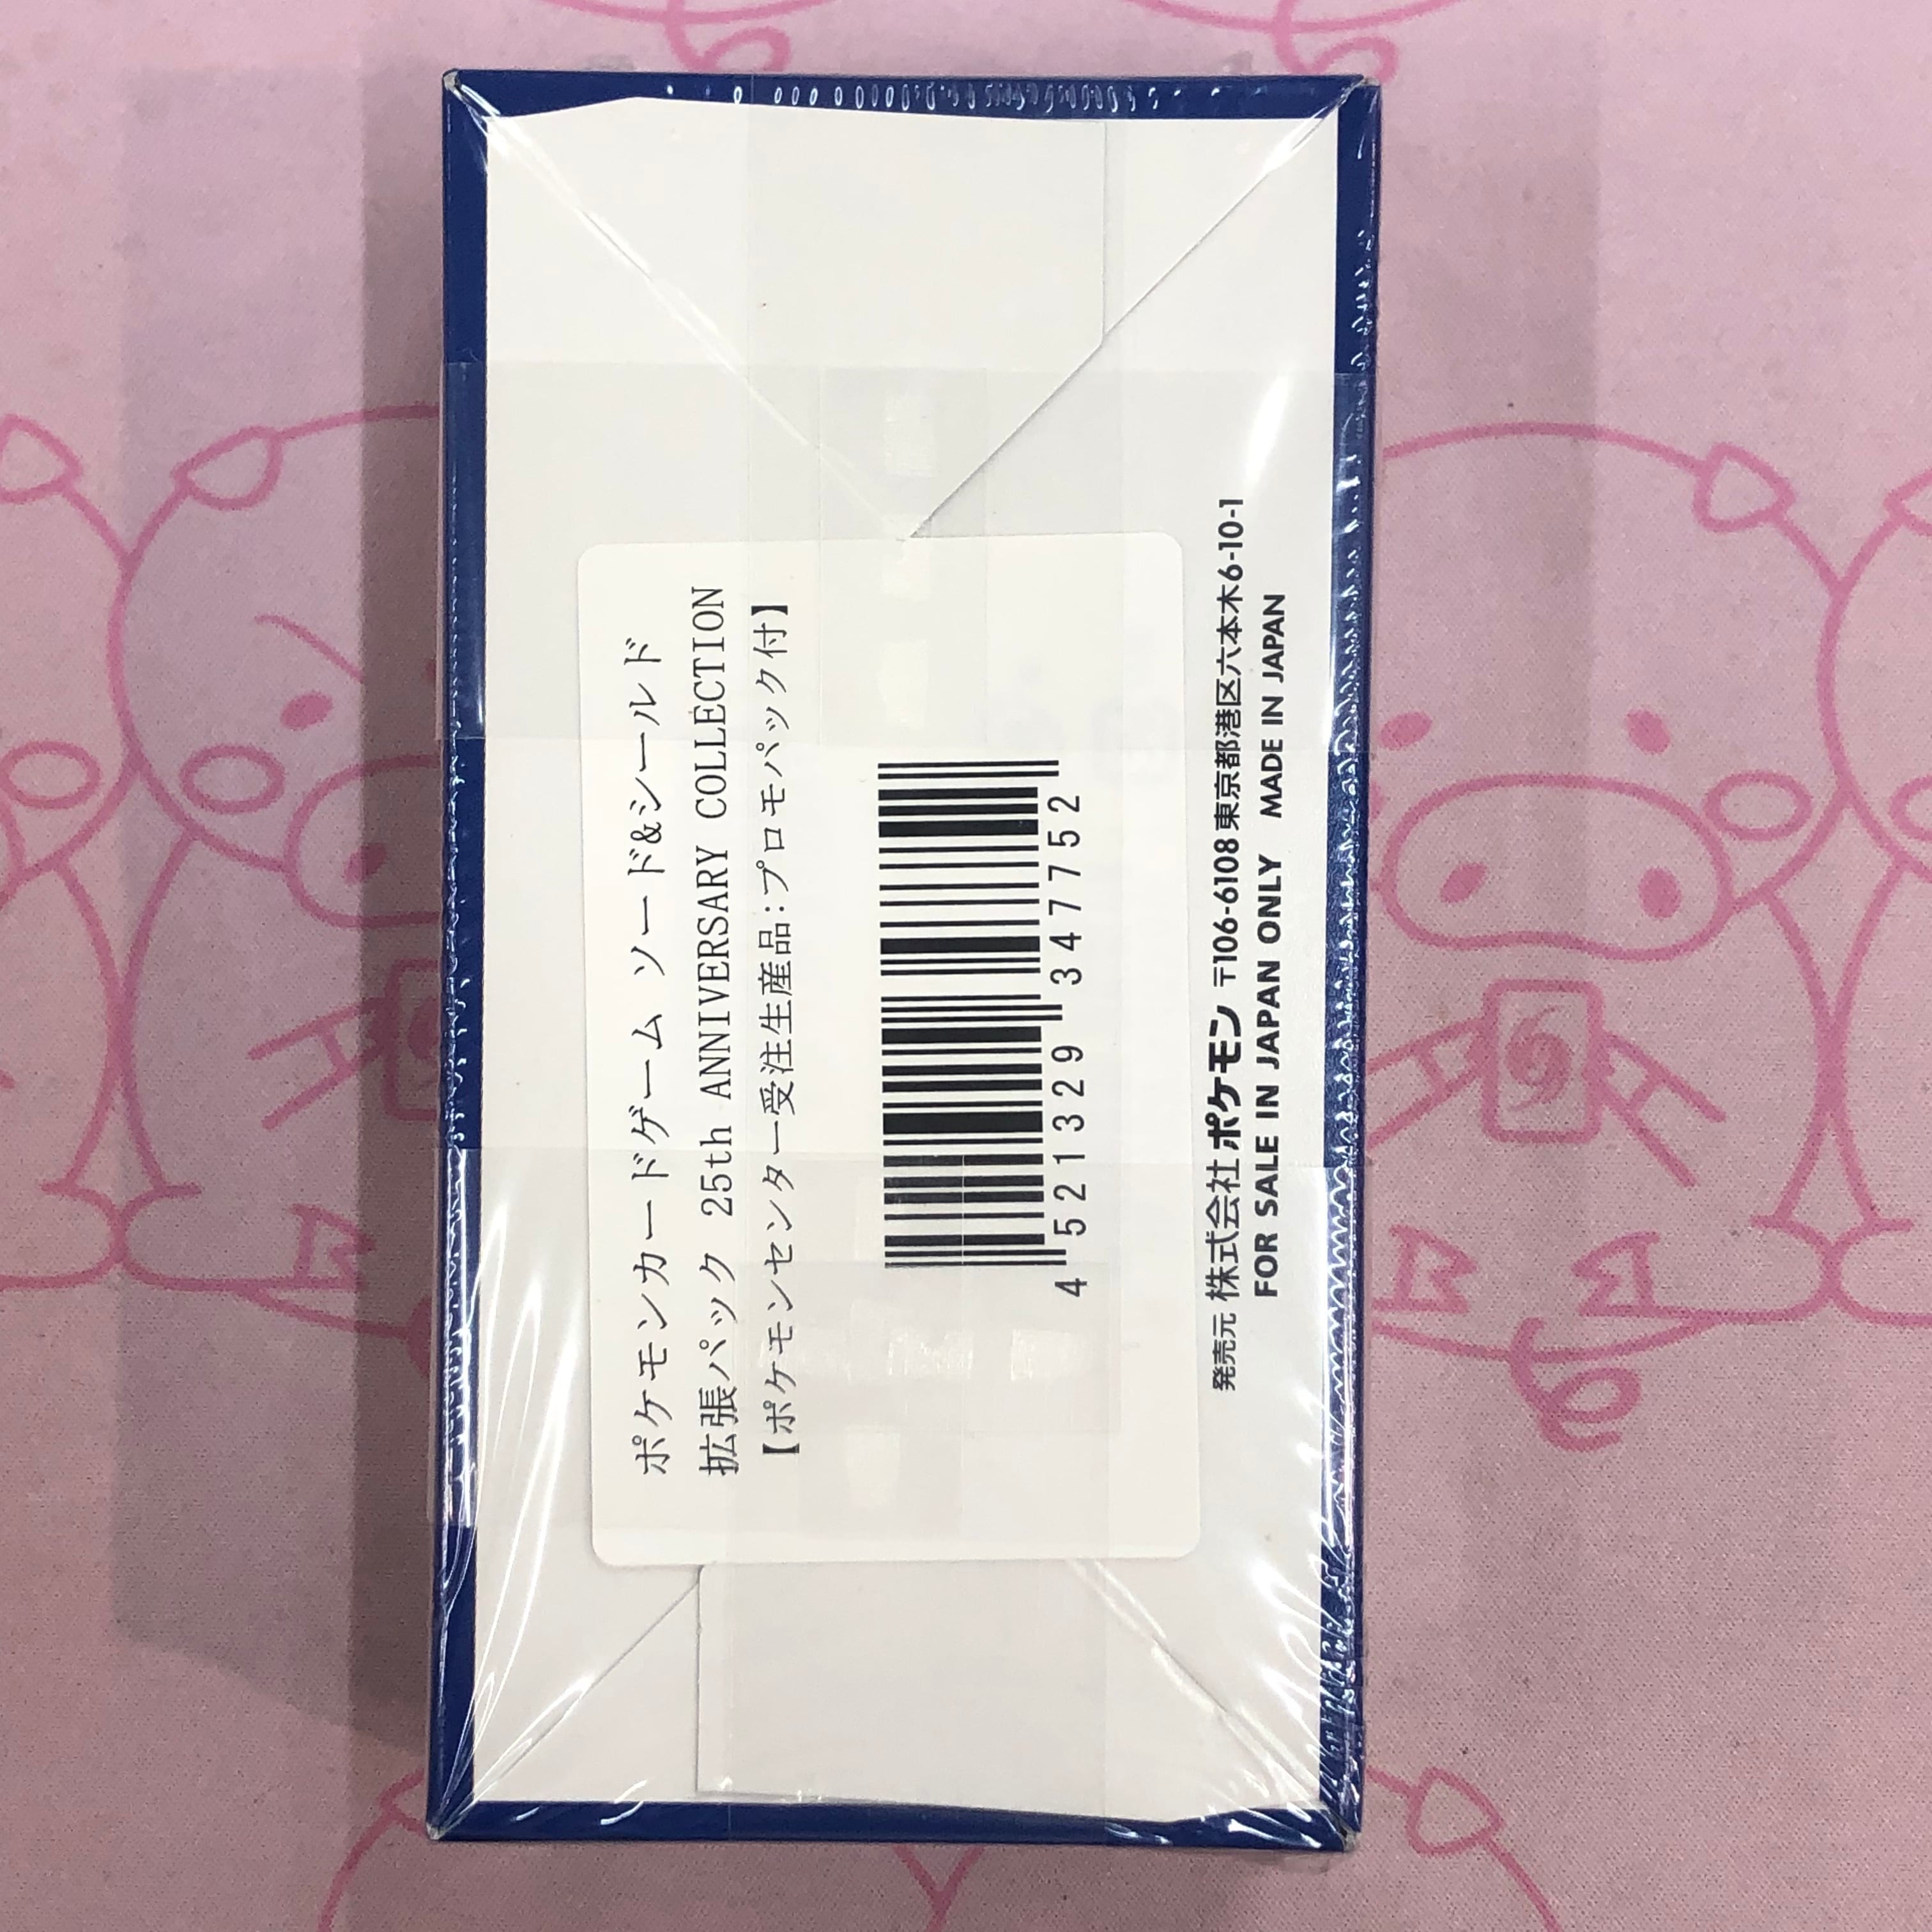 ポケモンカードゲーム ソード&シールド
拡張パック 25th ANNIVERSARY COLLECTION
【ポケモンセンター受注生産品:プロモパック付】
4 521329 347752
発売元 株式会社ポケモン 〒106-6108 東京都港区六本木6-10-1
FOR SALE IN JAPAN ONLY MADE IN JAPAN